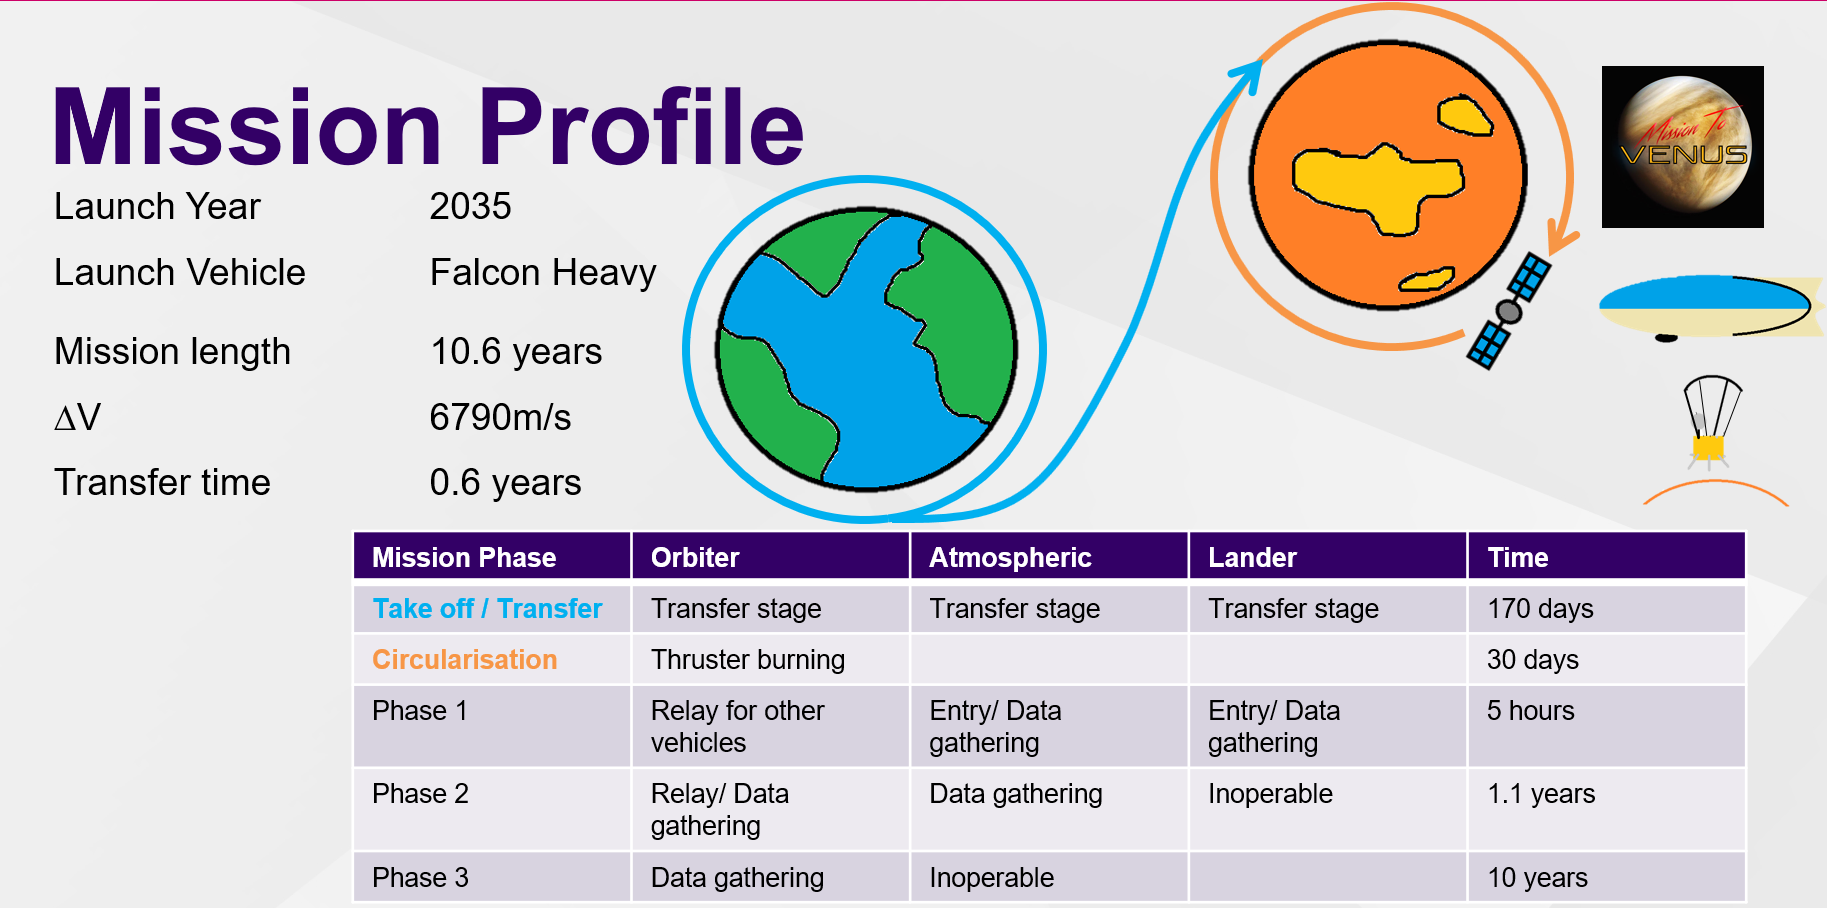 Mission Profile
Mission To
VENUS
Launch Year 2035
Launch Vehicle Falcon Heavy
Mission length 10.6 years
ΔV 6790m/s
Transfer time 0.6 years
Mission Phase Orbiter Atmospheric Lander Time
Take off / Transfer Transfer stage Transfer stage Transfer stage 170 days
Circularisation Thruster burning 30 days
Phase 1 Relay for other Entry/ Data Entry/ Data 5 hours
vehicles gathering gathering
Phase 2 Relay/ Data Data gathering Inoperable 1.1 years
gathering
Phase 3 Data gathering Inoperable 10 years